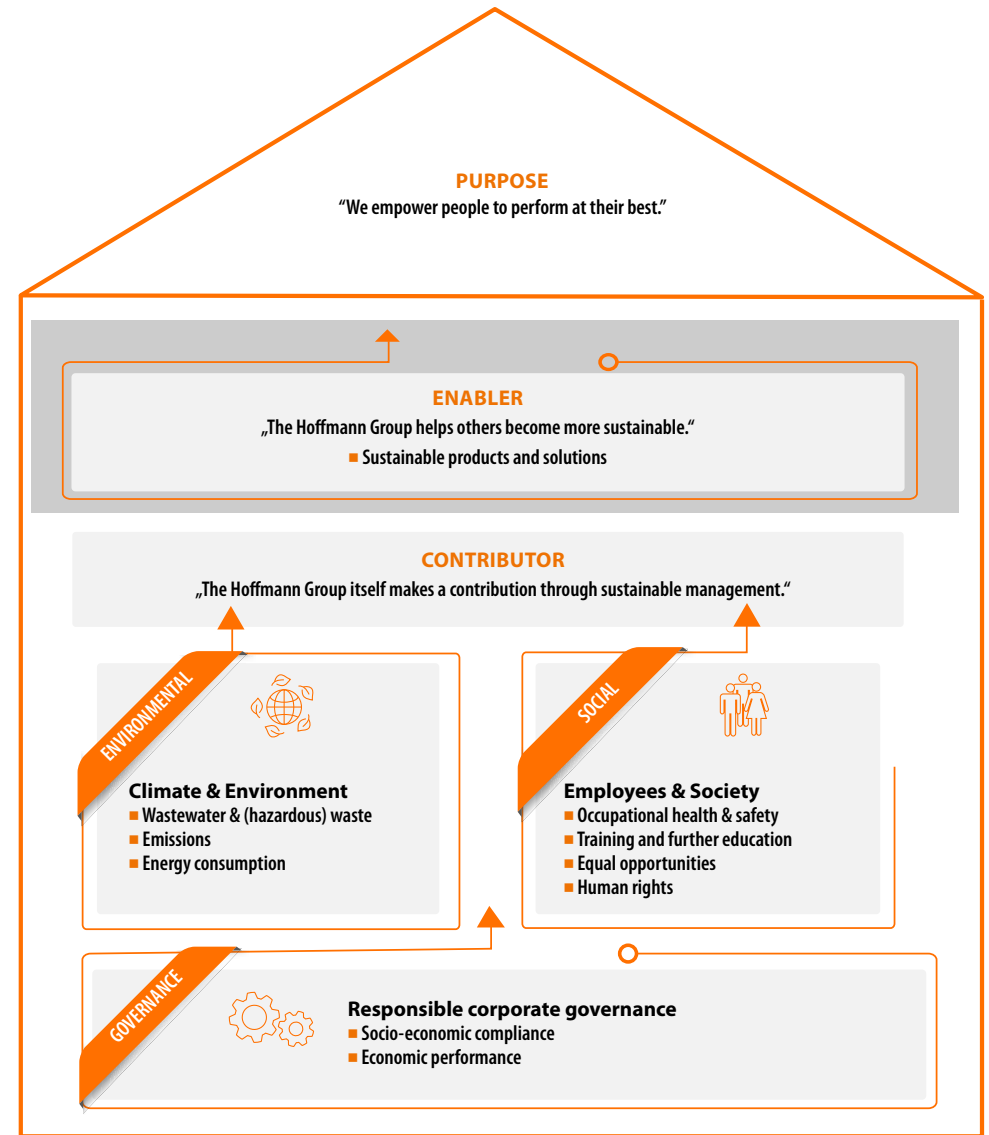 PURPOSE
“We empower people to perform at their best.”
ENABLER
„The Hoffmann Group helps others become more sustainable.“
■ Sustainable products and solutions
CONTRIBUTOR
„The Hoffmann Group itself makes a contribution through sustainable management.“
ENVIRONMENTAL
Climate & Environment
■ Wastewater & (hazardous) waste
■ Emissions
■ Energy consumption
SOCIAL
Employees & Society
■ Occupational health & safety
■ Training and further education
■ Equal opportunities
■ Human rights
GOVERNANCE
Responsible corporate governance
■ Socio-economic compliance
■ Economic performance